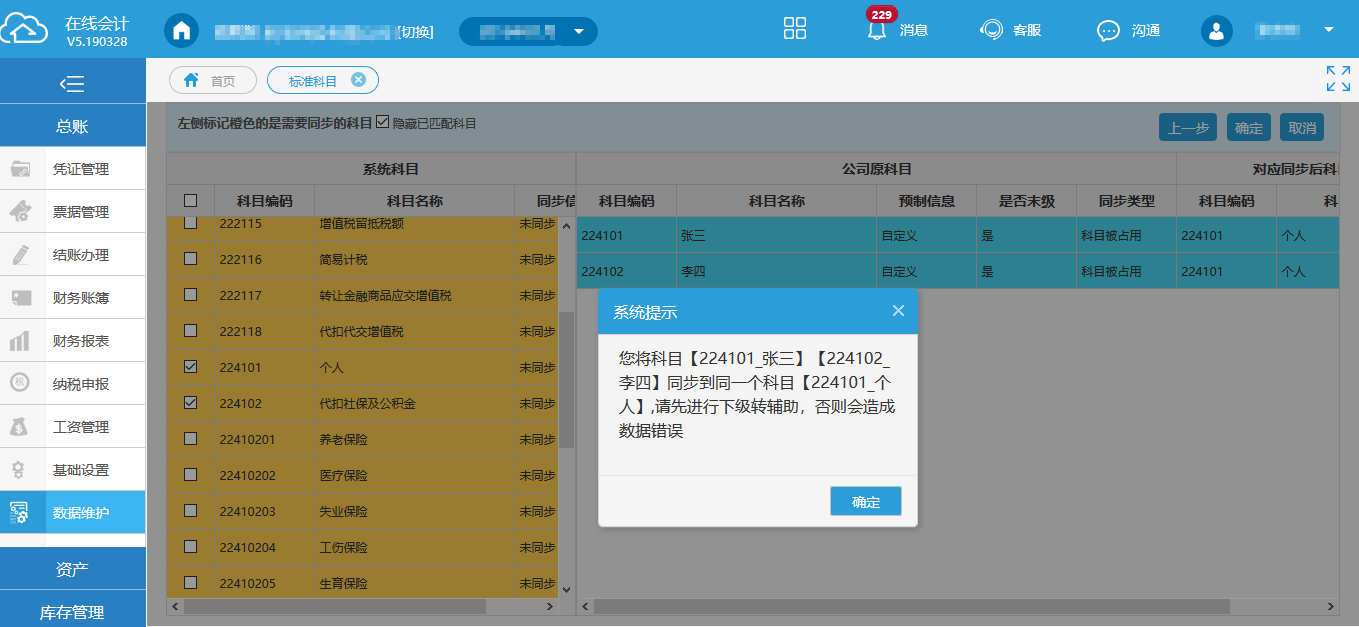 在线会计
V5.190328
[切换]
229
消息
客服
沟通
首页
标准科目
总账
凭证管理
票据管理
结账办理
财务账簿
财务报表
纳税申报
税
工资管理
基础设置
数据维护
资产
库存管理
左侧标记橙色的是需要同步的科目 隐藏已匹配科目
上一步 确定 取消
系统科目 公司原科目 对应同步后科目
科目编码 科目名称 同步信 科目编码 科目名称 预制信息 是否末级 同步类型 科目编码 科
222115 增值税留抵税额 未同步
222116 简易计税 未同步
222117 转让金融商品应交增值税 未同步
222118 代扣代交增值税 未同步
224101 个人 未同步
224102 代扣社保及公积金 未同步
22410201 养老保险 未同步
22410202 医疗保险 未同步
22410203 失业保险 未同步
22410204 工伤保险 未同步
22410205 生育保险 未同步
224101 张三 自定义 是 科目被占用 224101 个人
224102 李四 自定义 是 科目被占用 224101 个人
系统提示
您将科目【224101_张三】【224102_
李四】同步到同一个科目【224101_个
人】,请先进行下级转辅助，否则会造成
数据错误
确定